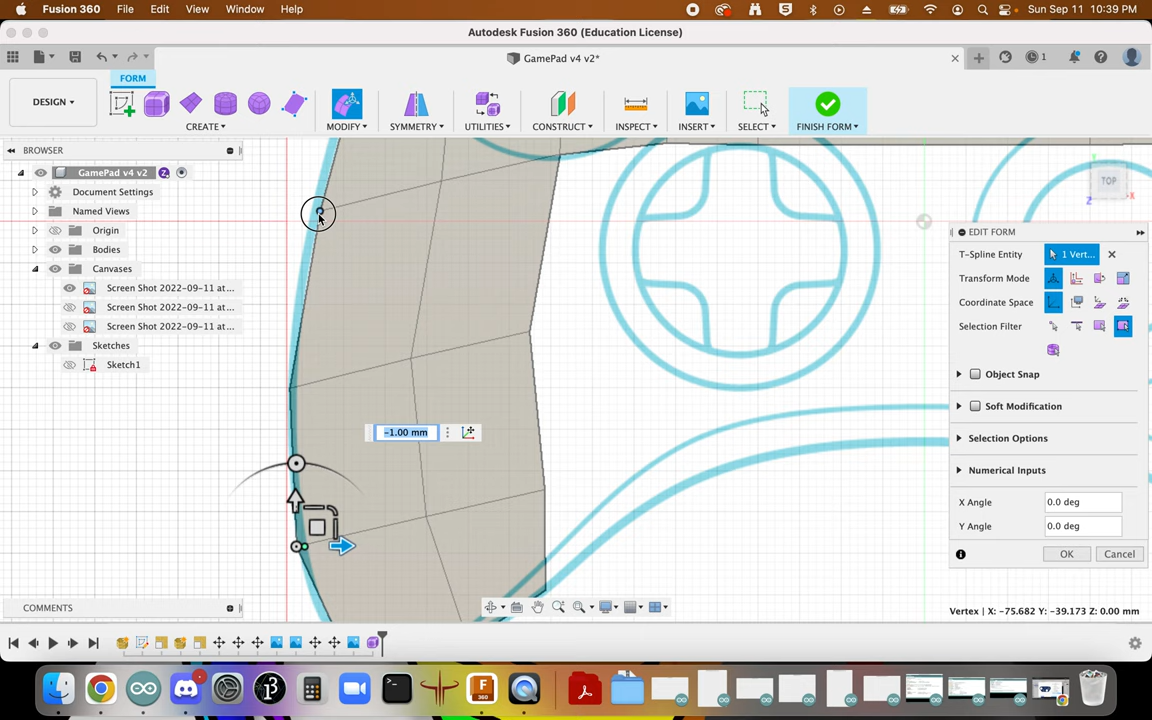 Fusion 360 File Edit View Window Help Sun Sep 11 10:39 PM
Autodesk Fusion 360 (Education License)
GamePad v4 v2* 1
FORM
DESIGN
CREATE MODIFY SYMMETRY UTILITIES CONSTRUCT INSPECT INSERT SELECT FINISH FORM
BROWSER
GamePad v4 v2
Document Settings
Named Views
Origin
Bodies
Canvases
Screen Shot 2022-09-11 at...
Screen Shot 2022-09-11 at...
Screen Shot 2022-09-11 at...
Sketches
Sketch1
TOP
X
Z
EDIT FORM
T-Spline Entity 1 Vert...
Transform Mode
Coordinate Space
Selection Filter
Object Snap
Soft Modification
Selection Options
Numerical Inputs
X Angle 0.0 deg
Y Angle 0.0 deg
OK Cancel
-1.00 mm
COMMENTS
Vertex | X: -75.682 Y: -39.173 Z: 0.00 mm